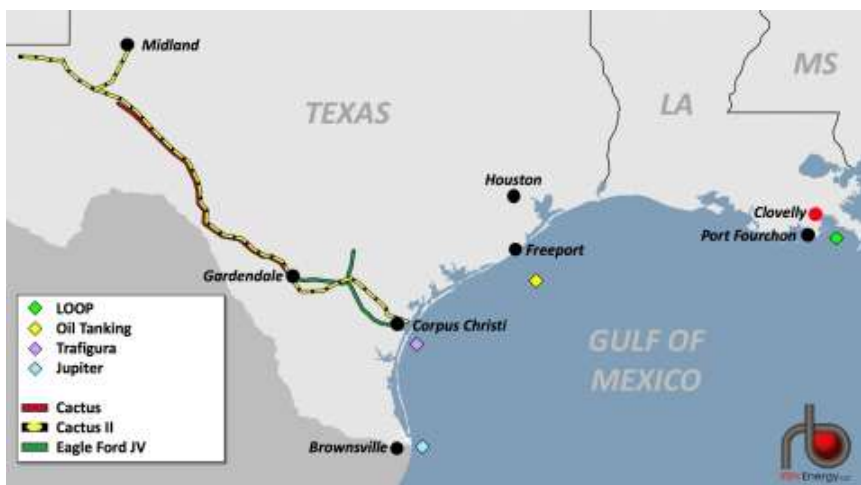 Midland
TEXAS
LA
MS
Houston
Clovelly
Port Fourchon
Freeport
Gardendale
Corpus Christi
GULF OF
MEXICO
Brownsville
LOOP
Oil Tanking
Trafigura
Jupiter
Cactus
Cactus II
Eagle Ford JV
Energy